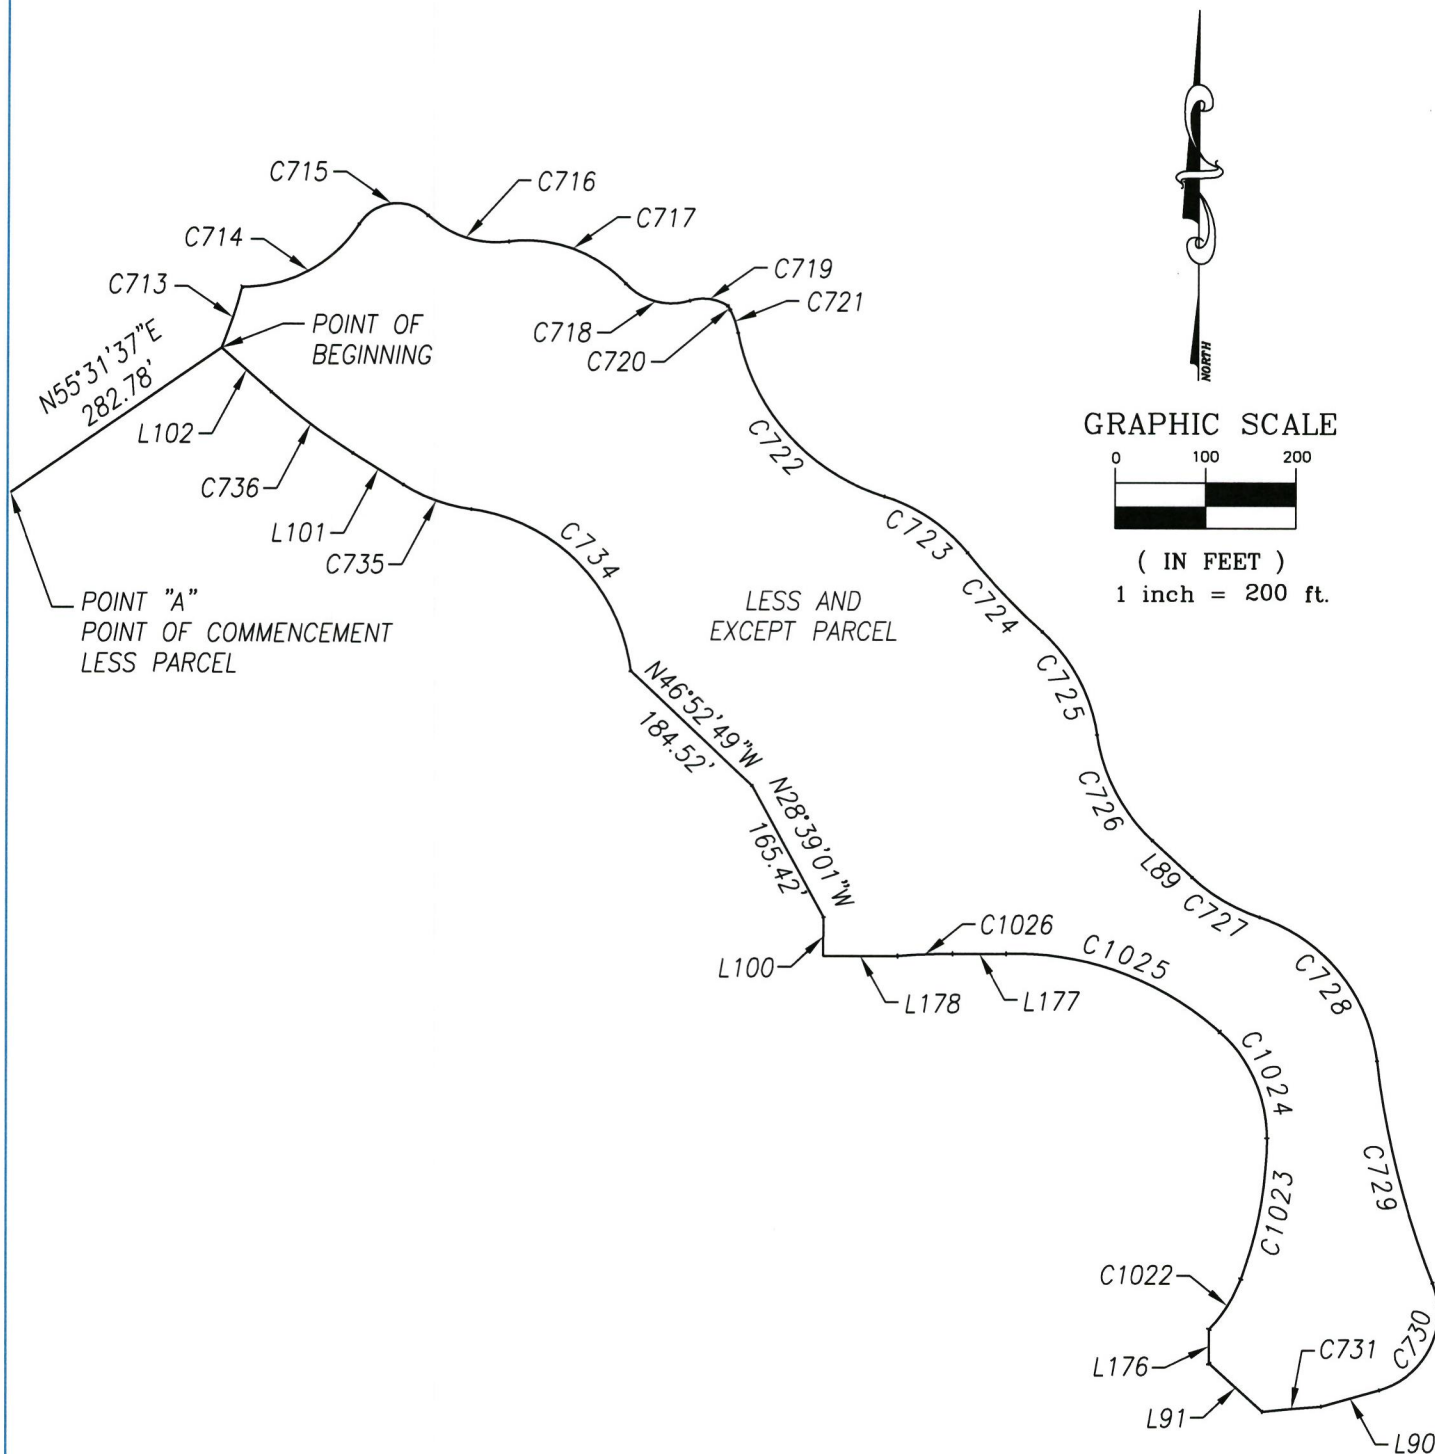 C715
C716
C717
C714
C713
C719
C721
POINT OF
BEGINNING
C718
C720
N55°31'37"E
282.78'
NORTH
GRAPHIC SCALE
0 100 200
( IN FEET )
1 inch = 200 ft.
L102
C736
L101
C735
C734
C722
C723
C724
C725
C726
L89
C727
C728
C729
C730
POINT "A"
POINT OF COMMENCEMENT
LESS PARCEL
LESS AND
EXCEPT PARCEL
N46°52'49"W
184.52'
N28°39'01"W
165.42'
L100
L178
C1026
L177
C1025
C1024
C1023
C1022
L176
L91
C731
L90